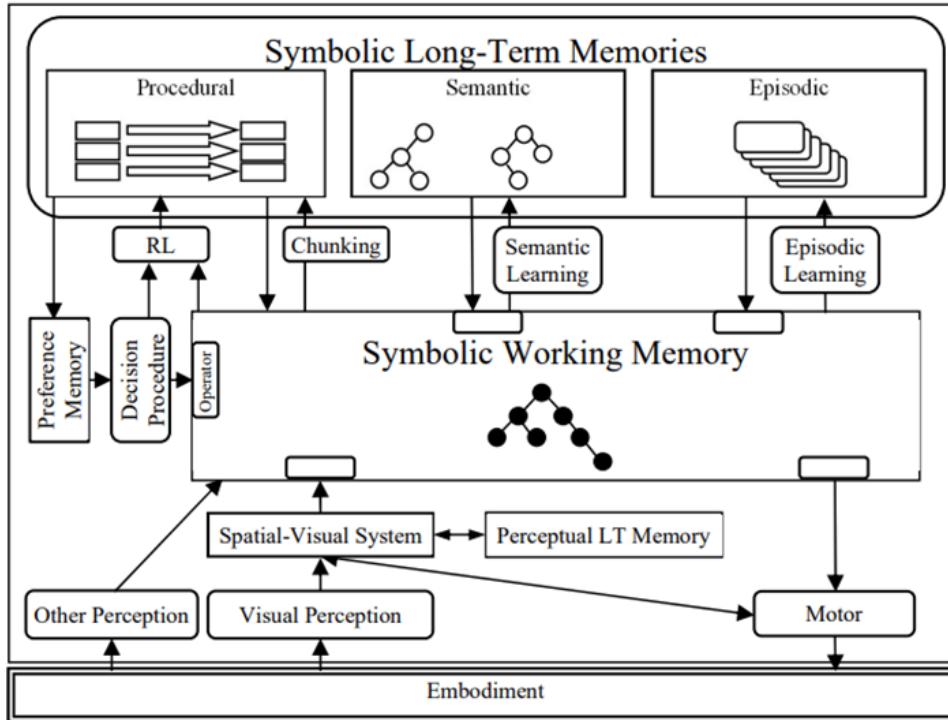 Symbolic Long-Term Memories
Procedural
Semantic
Episodic
RL
Chunking
Semantic
Learning
Episodic
Learning
Preference
Memory
Decision
Procedure
Operator
Symbolic Working Memory
Spatial-Visual System
Perceptual LT Memory
Other Perception
Visual Perception
Motor
Embodiment